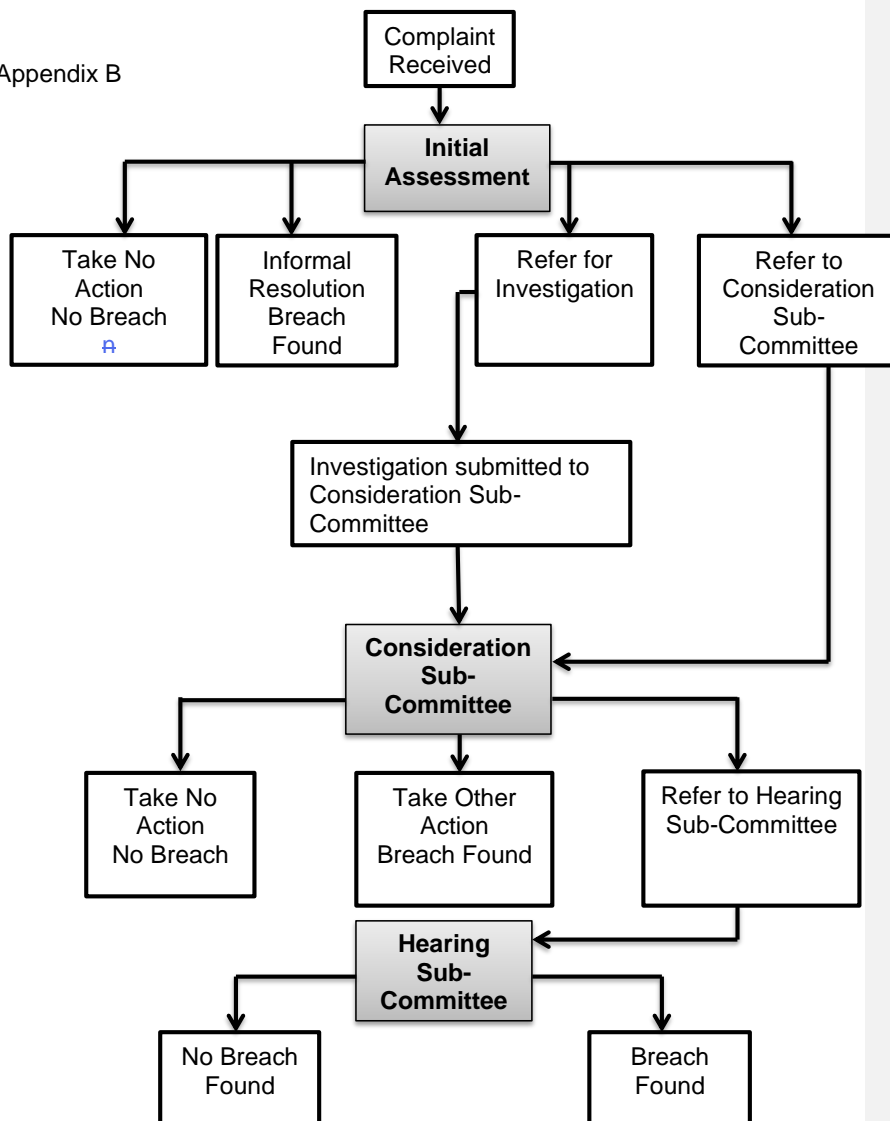 Complaint
Received
Appendix B
Initial
Assessment
Take No
Action
No Breach
n
Informal
Resolution
Breach
Found
Refer for
Investigation
Refer to
Consideration
Sub-
Committee
Investigation submitted to
Consideration Sub-
Committee
Consideration
Sub-
Committee
Take No
Action
No Breach
Take Other
Action
Breach Found
Refer to Hearing
Sub-Committee
Hearing
Sub-
Committee
No Breach
Found
Breach
Found